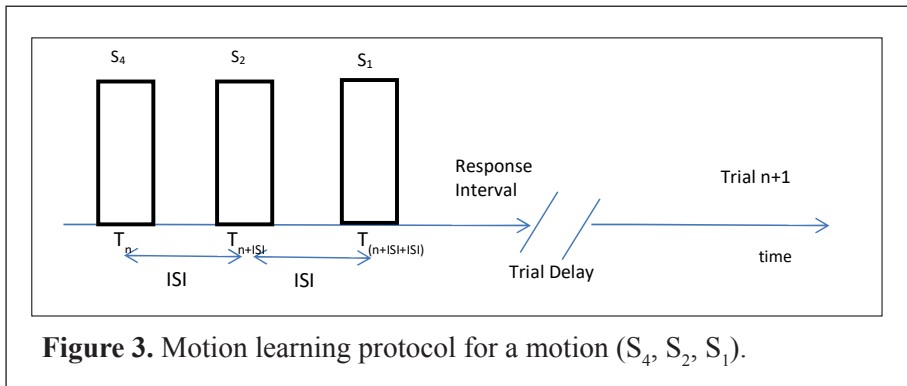 S₄ S₂ S₁
Response
Interval
Trial n+1
Tₙ Tₙ₊ISI T₍ₙ₊ISI₊ISI₎
time
Trial Delay
ISI ISI
Figure 3. Motion learning protocol for a motion (S₄, S₂, S₁).